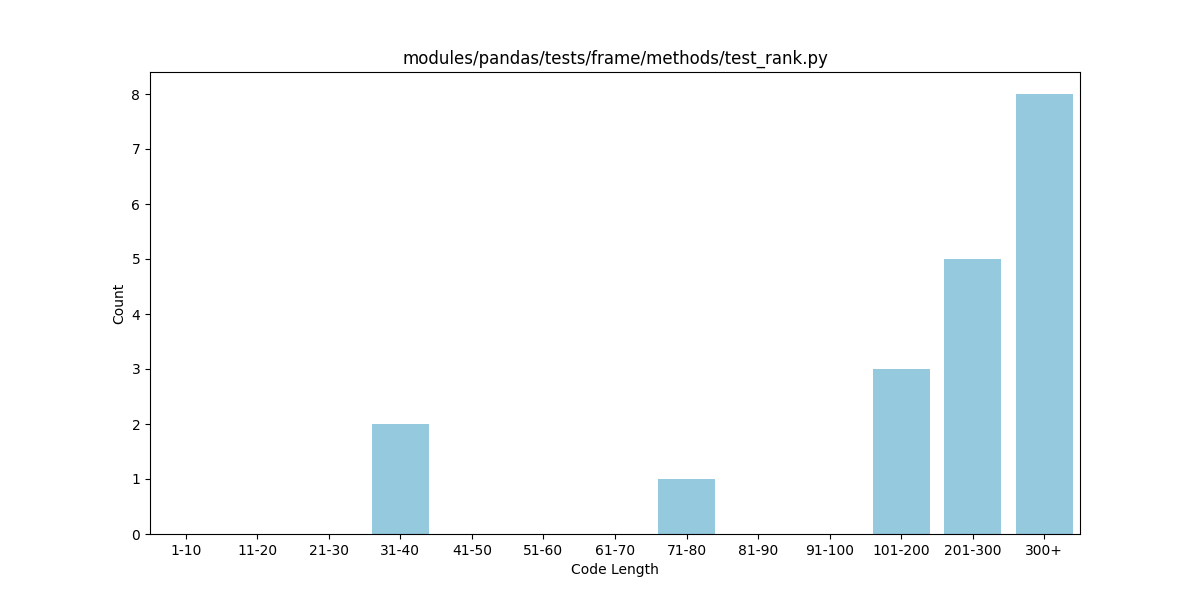 modules/pandas/tests/frame/methods/test_rank.py
8
7
6
5
4
3
2
1
0
Count
1-10 11-20 21-30 31-40 41-50 51-60 61-70 71-80 81-90 91-100 101-200 201-300 300+
Code Length